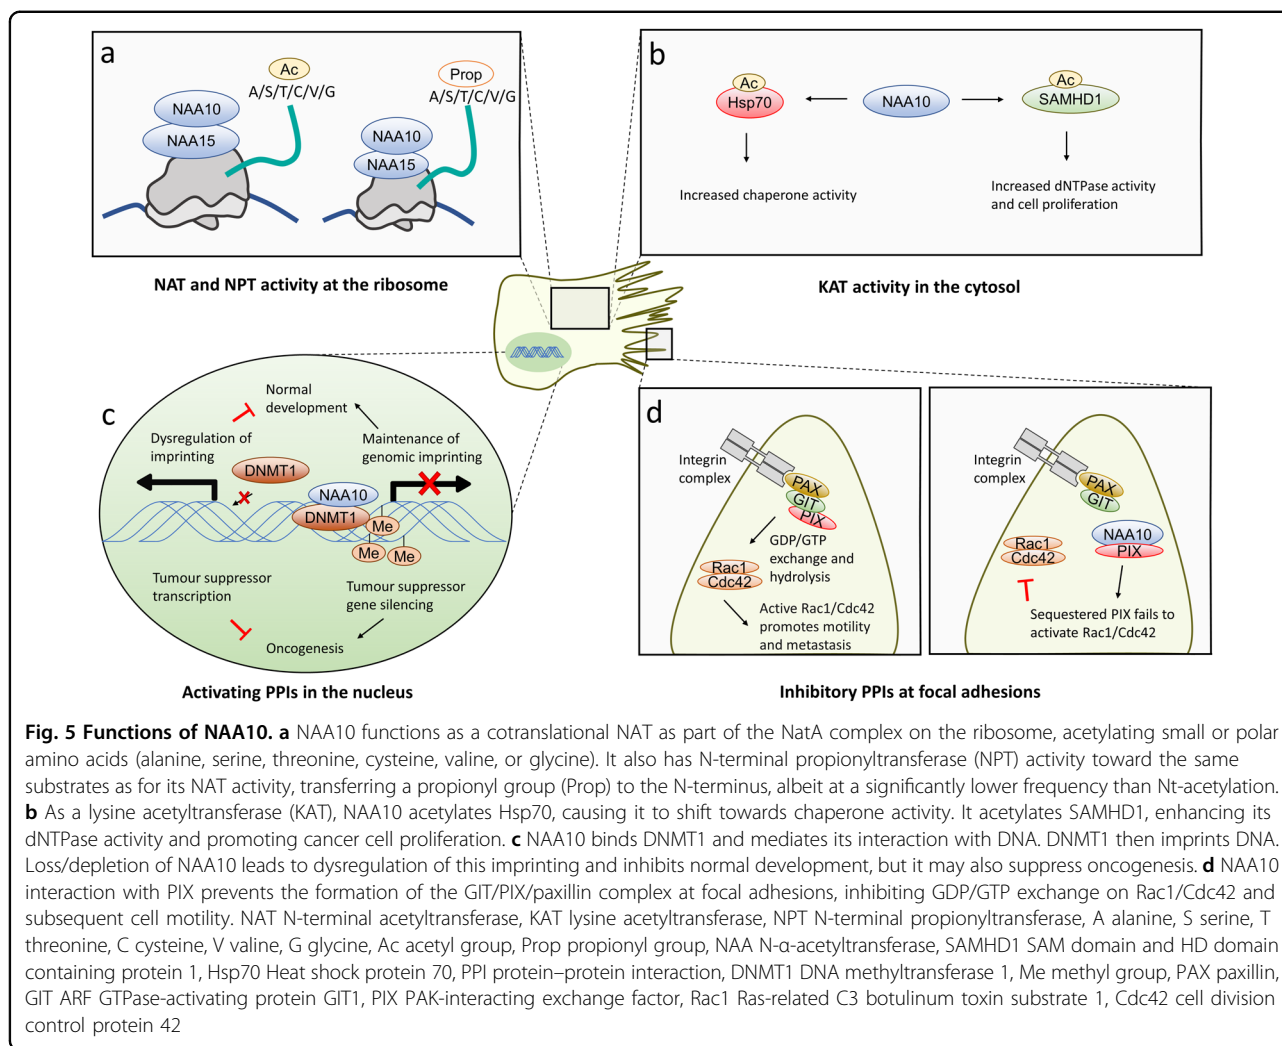 a
Ac
A/S/T/C/V/G
NAA10
NAA15
Prop
A/S/T/C/V/G
NAA10
NAA15
NAT and NPT activity at the ribosome
b
Ac
Hsp70
NAA10
Ac
SAMHD1
Increased chaperone activity
Increased dNTPase activity
and cell proliferation
KAT activity in the cytosol
c
Normal
development
Dysregulation of
imprinting
Maintenance of
genomic imprinting
DNMT1
NAA10
DNMT1
Me
Me
Me
Tumour suppressor
transcription
Tumour suppressor
gene silencing
Oncogenesis
Activating PPIs in the nucleus
d
Integrin
complex
PAX
GIT
PIX
GDP/GTP
exchange and
hydrolysis
Rac1
Cdc42
Active Rac1/Cdc42
promotes motility
and metastasis
Integrin
complex
PAX
GIT
NAA10
PIX
Rac1
Cdc42
Sequestered PIX fails to
activate Rac1/Cdc42
Inhibitory PPIs at focal adhesions
Fig. 5 Functions of NAA10. a NAA10 functions as a cotranslational NAT as part of the NatA complex on the ribosome, acetylating small or polar
amino acids (alanine, serine, threonine, cysteine, valine, or glycine). It also has N-terminal propionyltransferase (NPT) activity toward the same
substrates as for its NAT activity, transferring a propionyl group (Prop) to the N-terminus, albeit at a significantly lower frequency than Nt-acetylation.
b As a lysine acetyltransferase (KAT), NAA10 acetylates Hsp70, causing it to shift towards chaperone activity. It acetylates SAMHD1, enhancing its
dNTPase activity and promoting cancer cell proliferation. c NAA10 binds DNMT1 and mediates its interaction with DNA. DNMT1 then imprints DNA.
Loss/depletion of NAA10 leads to dysregulation of this imprinting and inhibits normal development, but it may also suppress oncogenesis. d NAA10
interaction with PIX prevents the formation of the GIT/PIX/paxillin complex at focal adhesions, inhibiting GDP/GTP exchange on Rac1/Cdc42 and
subsequent cell motility. NAT N-terminal acetyltransferase, KAT lysine acetyltransferase, NPT N-terminal propionyltransferase, A alanine, S serine, T
threonine, C cysteine, V valine, G glycine, Ac acetyl group, Prop propionyl group, NAA N-α-acetyltransferase, SAMHD1 SAM domain and HD domain
containing protein 1, Hsp70 Heat shock protein 70, PPI protein–protein interaction, DNMT1 DNA methyltransferase 1, Me methyl group, PAX paxillin,
GIT ARF GTPase-activating protein GIT1, PIX PAK-interacting exchange factor, Rac1 Ras-related C3 botulinum toxin substrate 1, Cdc42 cell division
control protein 42